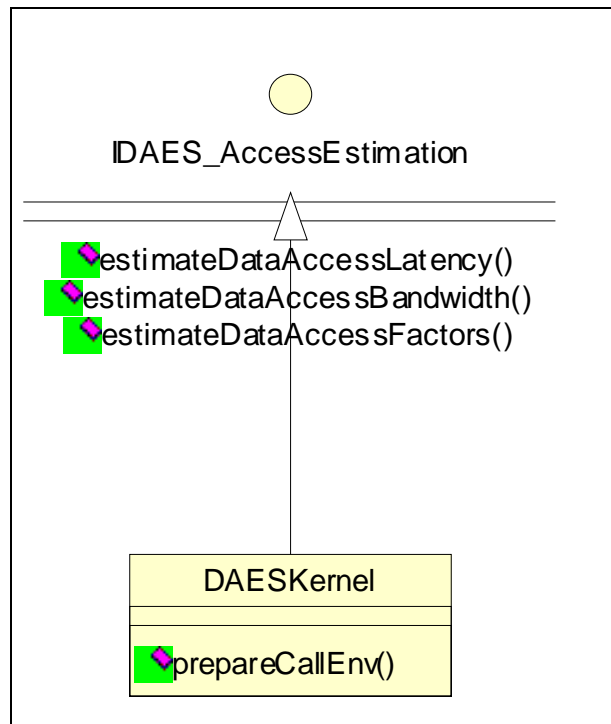 IDAES_AccessEstimation
estimateDataAccessLatency()
estimateDataAccessBandwidth()
estimateDataAccessFactors()
DAESKernel
prepareCallEnv()